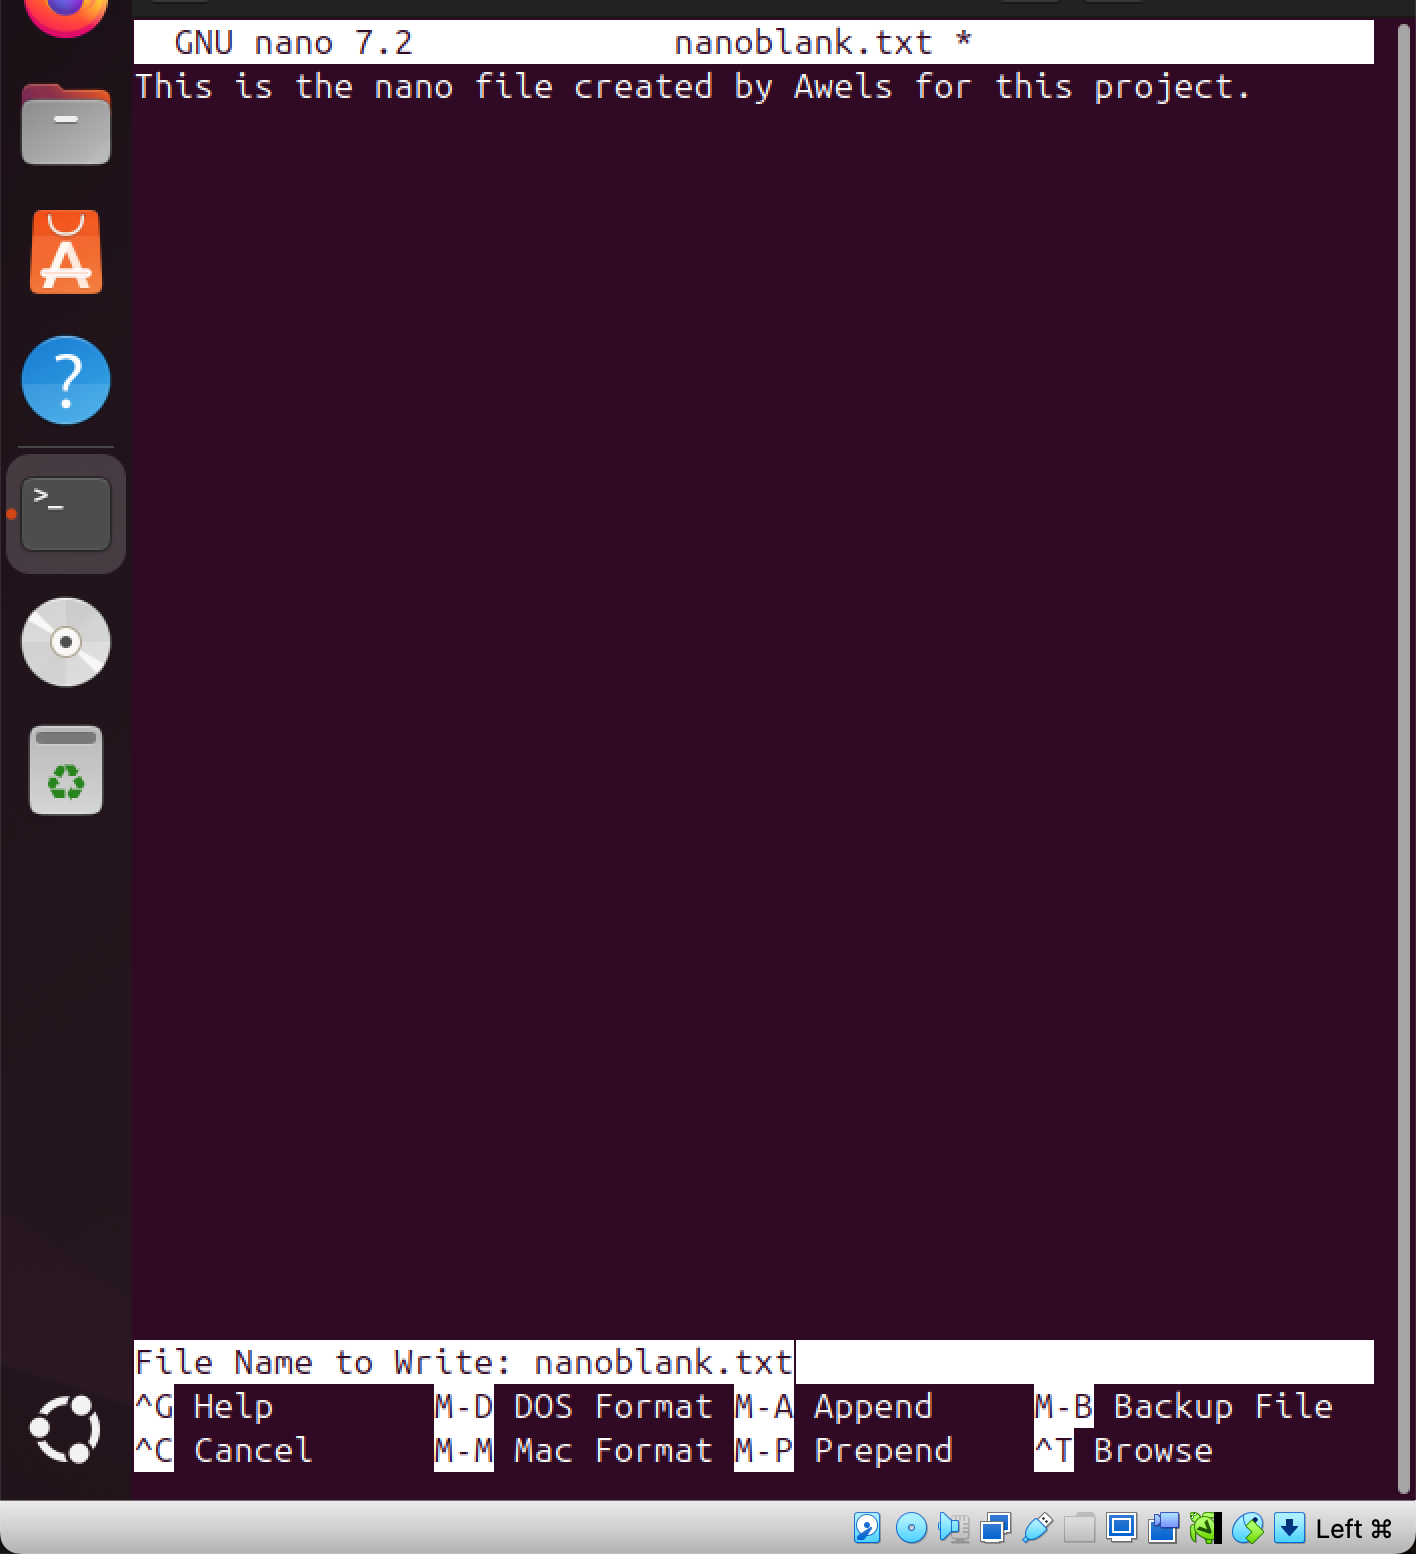 GNU nano 7.2 nanoblank.txt *
This is the nano file created by Awels for this project.
File Name to Write: nanoblank.txt
^G Help M-D DOS Format M-A Append M-B Backup File
^C Cancel M-M Mac Format M-P Prepend ^T Browse
Left ⌘